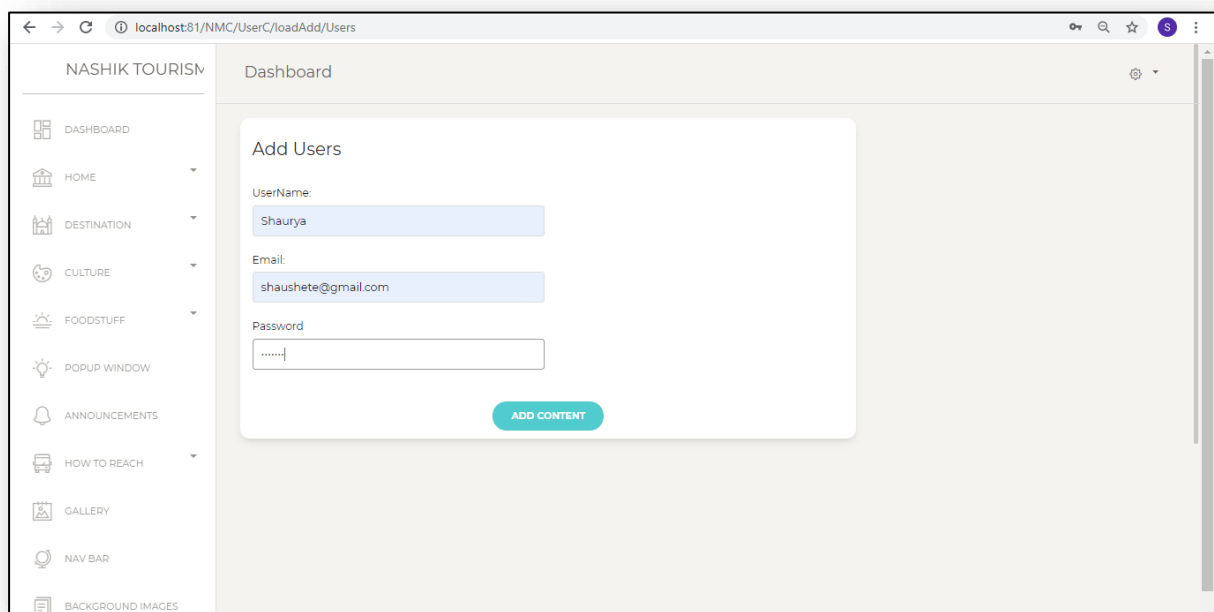 localhost:81/NMC/UserC/loadAdd/Users
S
NASHIK TOURISM
Dashboard
DASHBOARD
HOME
DESTINATION
CULTURE
FOODSTUFF
POPUP WINDOW
ANNOUNCEMENTS
HOW TO REACH
GALLERY
NAV BAR
BACKGROUND IMAGES
Add Users
UserName:
Shaurya
Email:
shaushete@gmail.com
Password
·······
ADD CONTENT